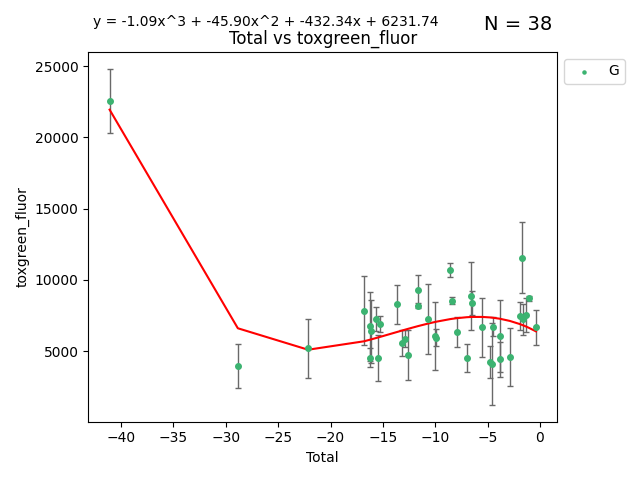 y = -1.09x^3 + -45.90x^2 + -432.34x + 6231.74
N = 38
Total vs toxgreen_fluor
G
25000
20000
15000
10000
5000
toxgreen_fluor
−40 −35 −30 −25 −20 −15 −10 −5 0
Total